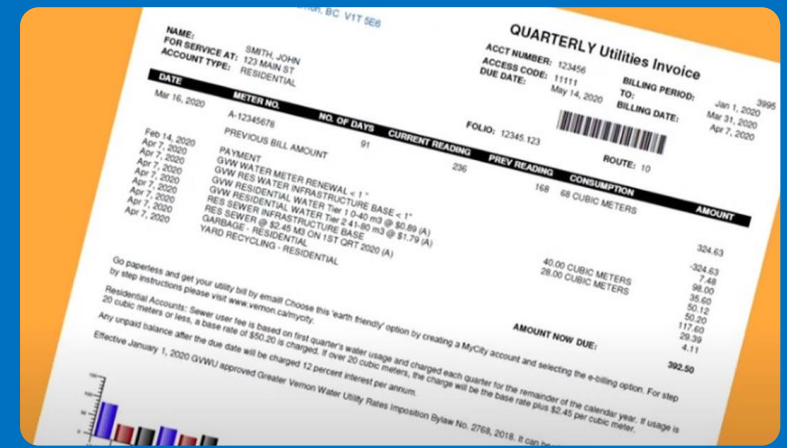 BC V1T 5E6
QUARTERLY Utilities Invoice
NAME: SMITH, JOHN
FOR SERVICE AT: 123 MAIN ST
ACCOUNT TYPE: RESIDENTIAL
ACCT NUMBER: 123456
ACCESS CODE: 11111
DUE DATE: May 14, 2020
3995
BILLING PERIOD: Jan 1, 2020
TO: Mar 31, 2020
BILLING DATE: Apr 7, 2020
FOLIO: 12345.123
ROUTE: 10
DATE METER NO. NO. OF DAYS CURRENT READING PREV READING CONSUMPTION AMOUNT
Mar 16, 2020 A-12345678 91 236 168 68 CUBIC METERS
PREVIOUS BILL AMOUNT 324.63
Feb 14, 2020 PAYMENT -324.63
Apr 7, 2020 GVW WATER METER RENEWAL < 1" 7.48
Apr 7, 2020 GVW RES WATER INFRASTRUCTURE BASE < 1" 98.00
Apr 7, 2020 GVW RESIDENTIAL WATER Tier 1 0-40 m3 @ $0.89 (A) 40.00 CUBIC METERS 35.60
Apr 7, 2020 GVW RESIDENTIAL WATER Tier 2 41-80 m3 @ $1.79 (A) 28.00 CUBIC METERS 50.12
Apr 7, 2020 RES SEWER INFRASTRUCTURE BASE 50.20
Apr 7, 2020 RES SEWER @ $2.45 M3 ON 1ST QRT 2020 (A) 117.60
Apr 7, 2020 GARBAGE - RESIDENTIAL 29.39
Apr 7, 2020 YARD RECYCLING - RESIDENTIAL 4.11
AMOUNT NOW DUE: 392.50
Go paperless and get your utility bill by email! Choose this 'earth friendly' option by creating a MyCity account and selecting the e-billing option. For step
by step instructions please visit www.vernon.ca/mycity.
Residential Accounts: Sewer user fee is based on first quarter's water usage and charged each quarter for the remainder of the calendar year. If usage is
20 cubic meters or less, a base rate of $50.20 is charged. If over 20 cubic meters, the charge will be the base rate plus $2.45 per cubic meter.
Any unpaid balance after the due date will be charged 12 percent interest per annum.
Effective January 1, 2020 GVWU approved Greater Vernon Water Utility Rates Imposition Bylaw No. 2768, 2018. It can be